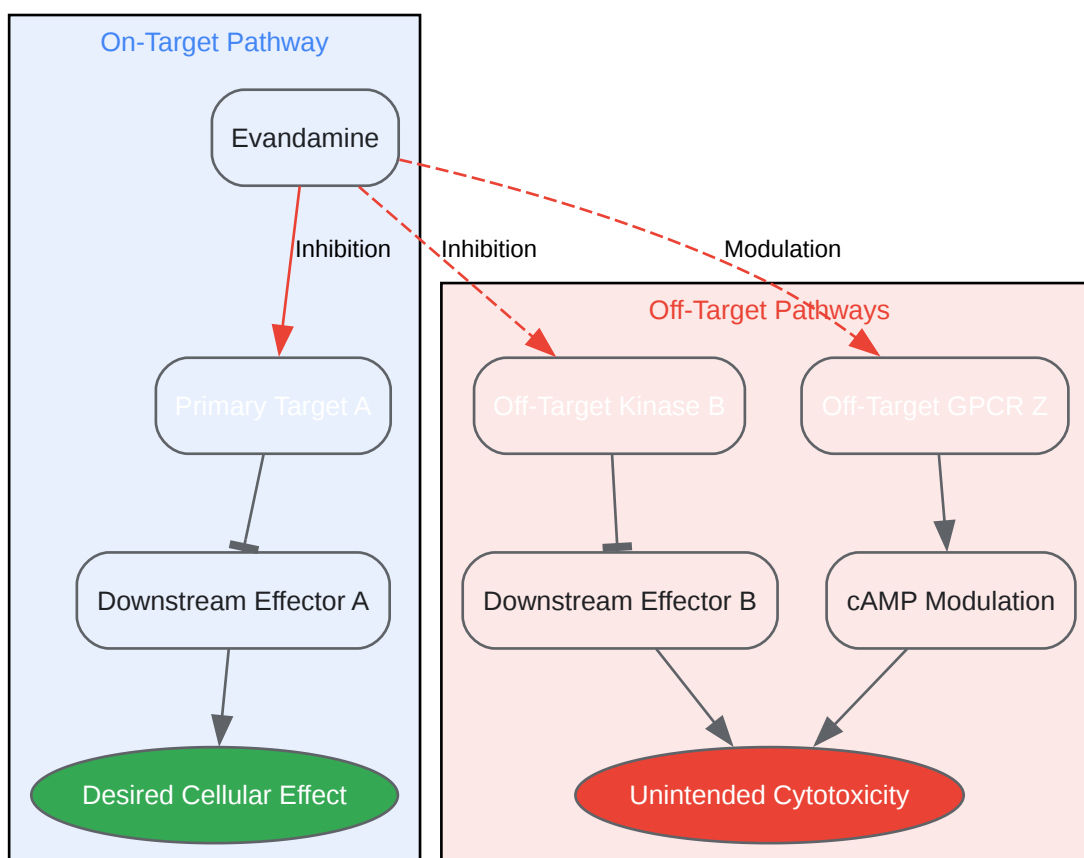 On-Target Pathway
Evandamine
Inhibition
Inhibition
Modulation
Off-Target Pathways
Primary Target A
Off-Target Kinase B
Off-Target GPCR Z
Downstream Effector A
Downstream Effector B
cAMP Modulation
Desired Cellular Effect
Unintended Cytotoxicity